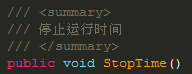 /// <summary>
/// 停止运行时间
/// </summary>
public void StopTime()